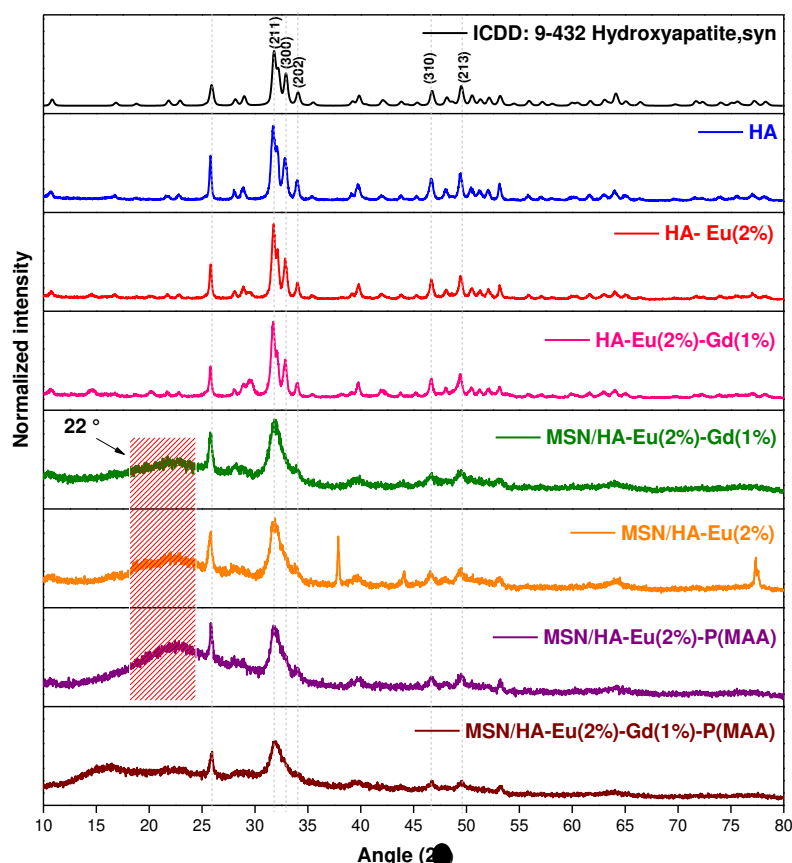 ICDD: 9-432 Hydroxyapatite,syn
(211)
(300)
(202)
(310)
(213)
HA
HA- Eu(2%)
HA-Eu(2%)-Gd(1%)
22 °
MSN/HA-Eu(2%)-Gd(1%)
MSN/HA-Eu(2%)
MSN/HA-Eu(2%)-P(MAA)
MSN/HA-Eu(2%)-Gd(1%)-P(MAA)
Normalized intensity
10 15 20 25 30 35 40 45 50 55 60 65 70 75 80
Angle (2